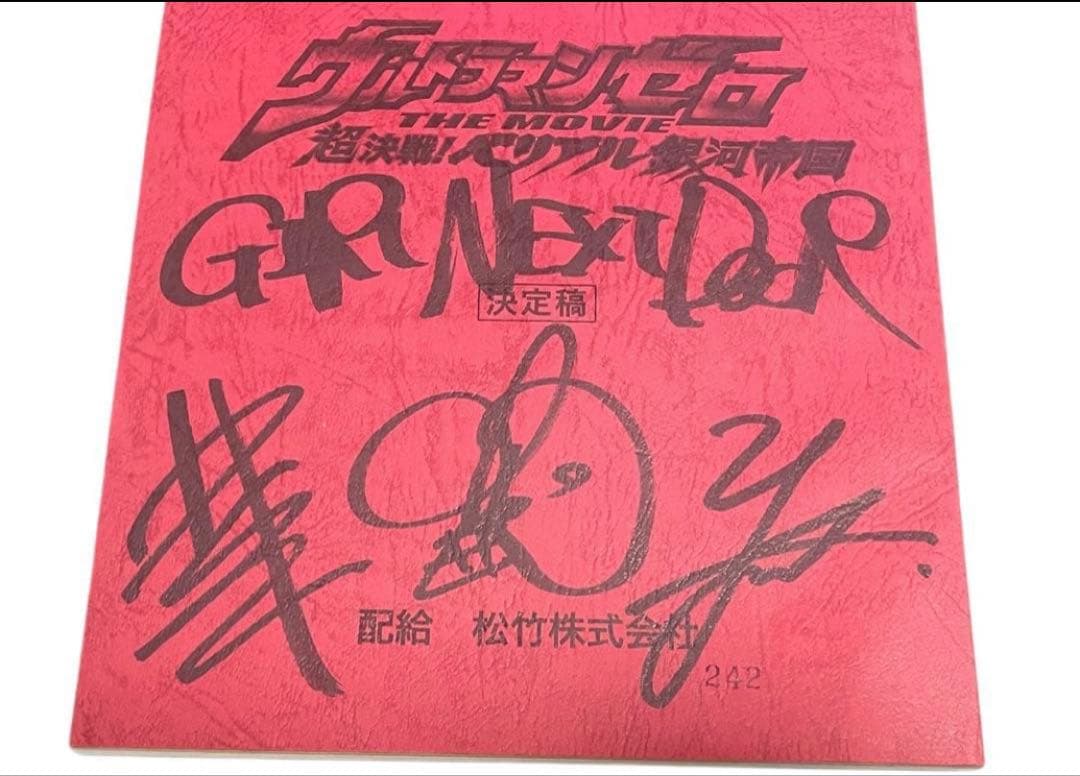 ウルトラマンゼロ
THE MOVIE
超決戦!ベリアル銀河帝国
GIRL NEXT DOOR
決定稿
配給 松竹株式会社
242